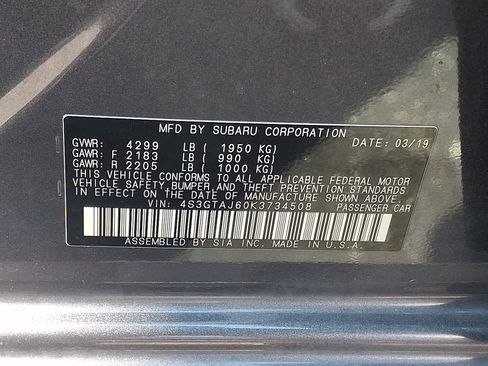 MFD BY SUBARU CORPORATION
GVWR: 4299 LB ( 1950 KG) DATE: 03/19
GAWR: F 2183 LB ( 990 KG)
GAWR: R 2205 LB ( 1000 KG)
THIS VEHICLE CONFORMS TO ALL APPLICABLE FEDERAL MOTOR
VEHICLE SAFETY, BUMPER, AND THEFT PREVENTION STANDARDS
IN EFFECT ON THE DATE OF MANUFACTURE SHOWN ABOVE.
VIN: 4S3GTAJ60K3734508 PASSENGER CAR
ASSEMBLED BY SIA INC. MADE IN U.S.A.